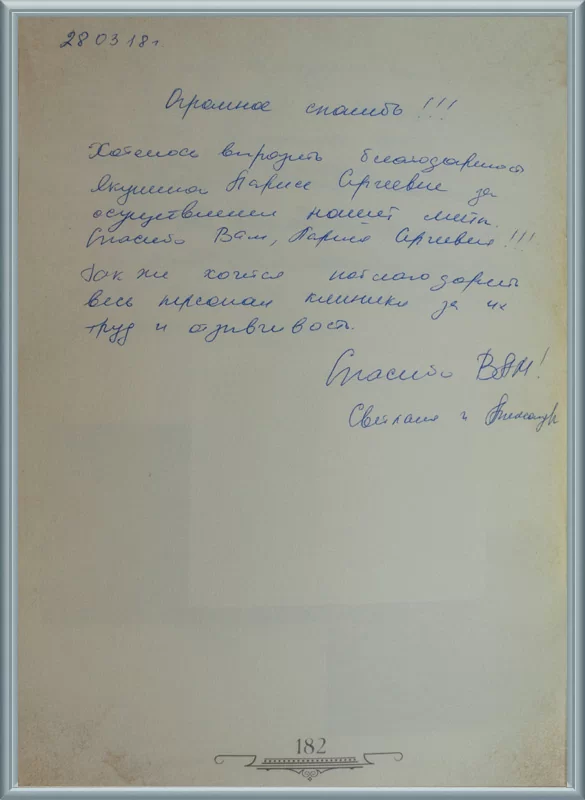 28 03 18г.
Огромное спасибо !!!
Хотелось выразить благодарность
Якушиной Ларисе Сергеевне за
осуществление нашей мечты.
Спасибо Вам, Лариса Сергеевна !!!
Так же хочется поблагодарить
весь персонал клиники за их
труд и отзывчивость.
Спасибо ВАМ!
Светлана и
182